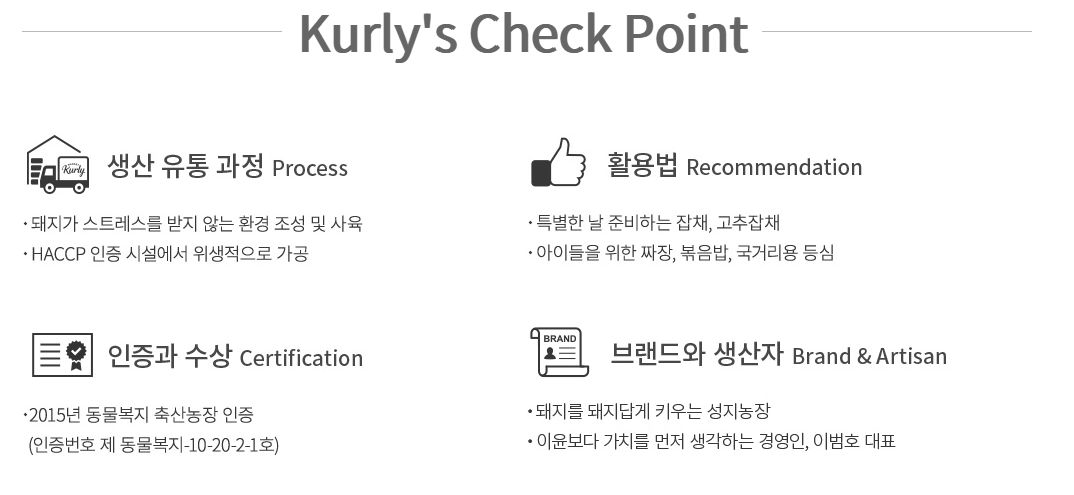 Kurly's Check Point
Kurly
생산 유통 과정 Process
·돼지가 스트레스를 받지 않는 환경 조성 및 사육
·HACCP 인증 시설에서 위생적으로 가공
활용법 Recommendation
·특별한 날 준비하는 잡채, 고추잡채
·아이들을 위한 짜장, 볶음밥, 국거리용 등심
인증과 수상 Certification
·2015년 동물복지 축산농장 인증
(인증번호 제 동물복지-10-20-2-1호)
BRAND
브랜드와 생산자 Brand & Artisan
·돼지를 돼지답게 키우는 성지농장
·이윤보다 가치를 먼저 생각하는 경영인, 이범호 대표